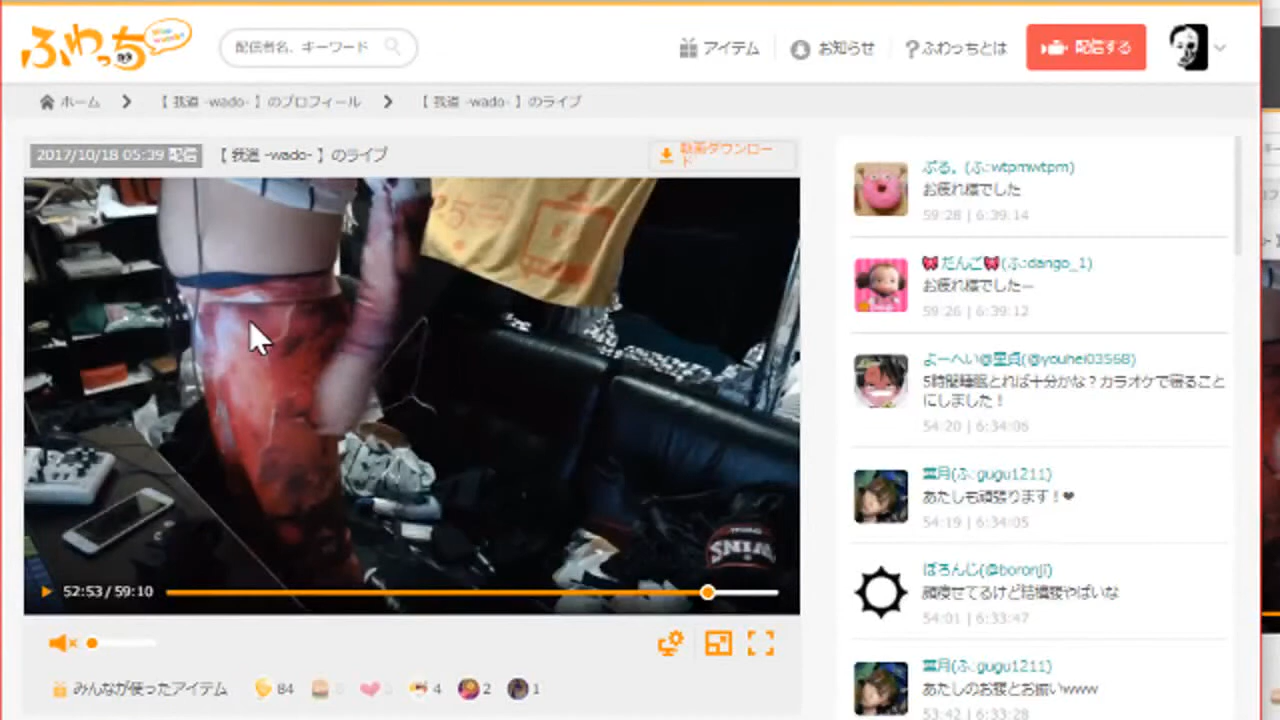 ふわっち
配信者名、キーワード
アイテム
お知らせ
?ふわっちとは
配信する
ホーム
【 我道 -wado- 】のプロフィール
【 我道 -wado- 】のライブ
2017/10/18 05:39 配信
【 我道 -wado- 】のライブ
動画ダウンロー
ド
52:53 / 59:10
みんなが使ったアイテム
84
4
2
1
ぷる。(ふ:wtpmwtpm)
お疲れ様でした
59:28 | 6:39:14
だんご(ふ:dango_1)
お疲れ様でしたー
59:26 | 6:39:12
よーへい@童貞(@youhei03568)
5時間睡眠とれば十分かな？カラオケで寝ること
にしました！
54:20 | 6:34:06
葉月(ふ:gugu1211)
あたしも頑張ります！❤
54:19 | 6:34:05
ぼろんじ(@boronji)
顔痩せてるけど結構腹やばいな
54:01 | 6:33:47
葉月(ふ:gugu1211)
あたしのお腹とお揃いwww
53:42 | 6:33:28